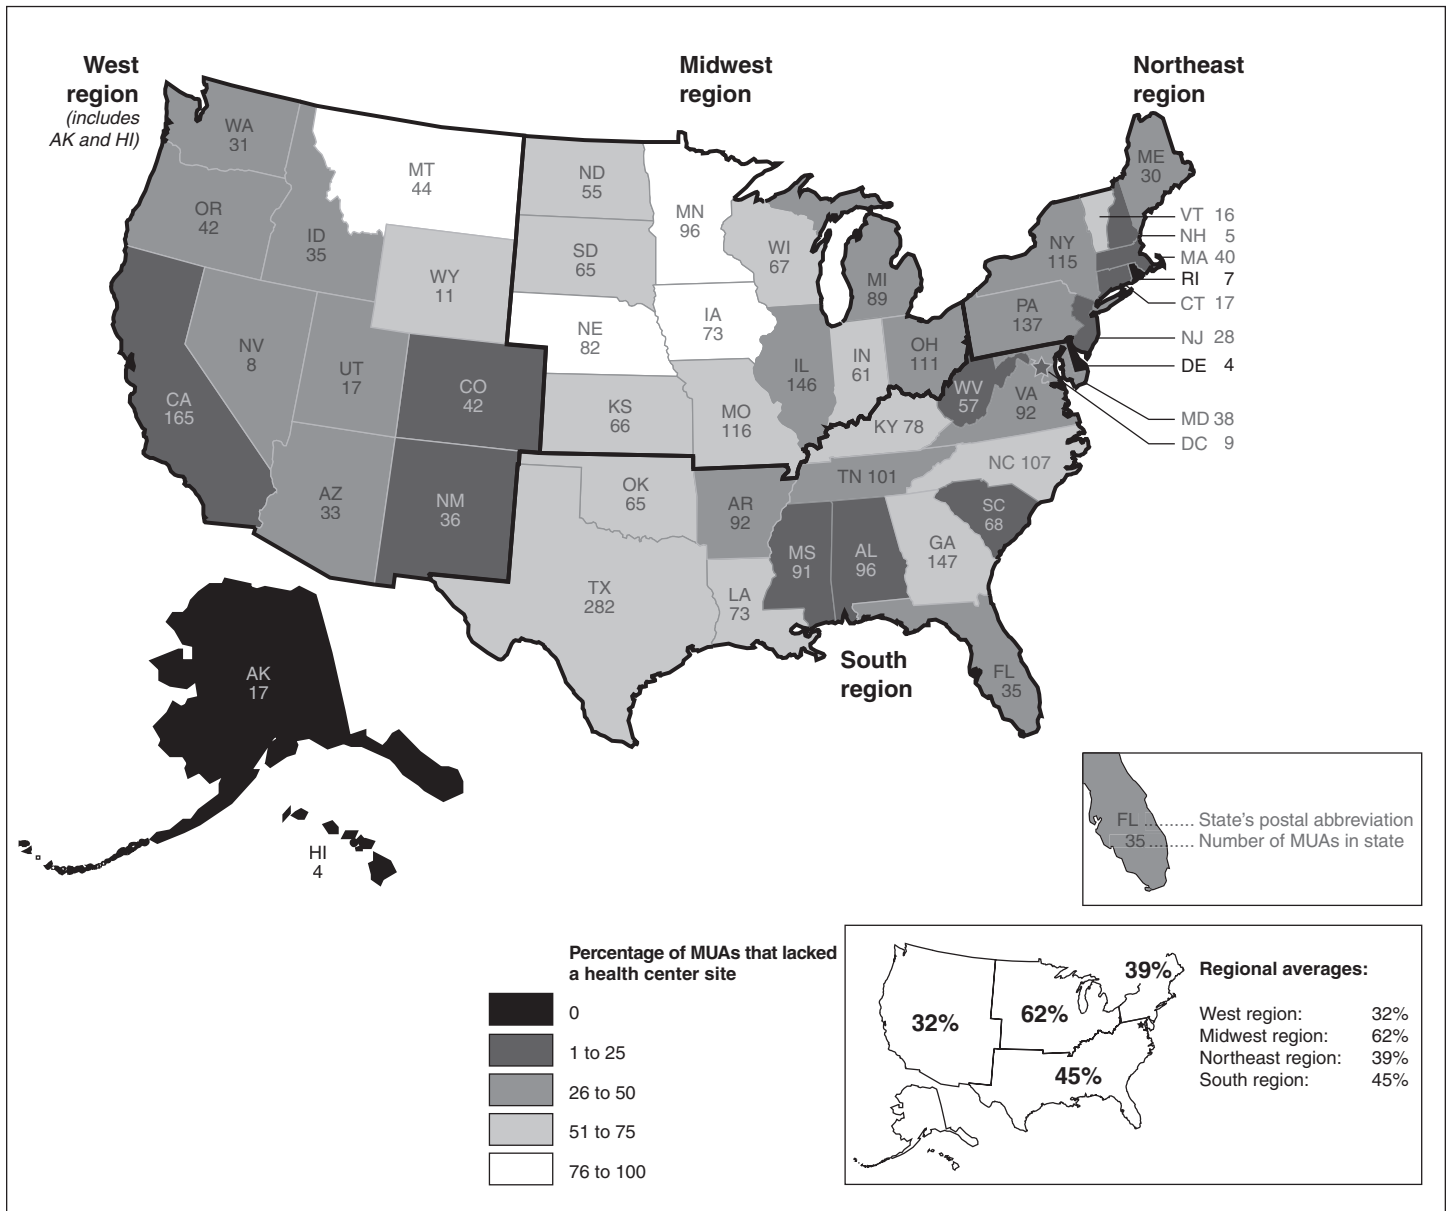 West
region
(includes
AK and HI)
Midwest
region
Northeast
region
WA
31
MT
44
ND
55
MN
96
ME
30
OR
42
ID
35
WY
11
SD
65
WI
67
MI
89
NY
115
VT 16
NH 5
MA 40
RI 7
CT 17
NJ 28
DE 4
MD 38
DC 9
NV
8
UT
17
CO
42
NE
82
IA
73
IL
146
IN
61
OH
111
PA
137
WV
57
VA
92
CA
165
KS
66
MO
116
KY 78
AZ
33
NM
36
OK
65
AR
92
TN 101
NC 107
SC
68
MS
91
AL
96
GA
147
TX
282
LA
73
FL
35
South
region
AK
17
HI
4
FL ......... State's postal abbreviation
35 ......... Number of MUAs in state
Percentage of MUAs that lacked
a health center site
0
1 to 25
26 to 50
51 to 75
76 to 100
32%
62%
39%
45%
Regional averages:
West region: 32%
Midwest region: 62%
Northeast region: 39%
South region: 45%